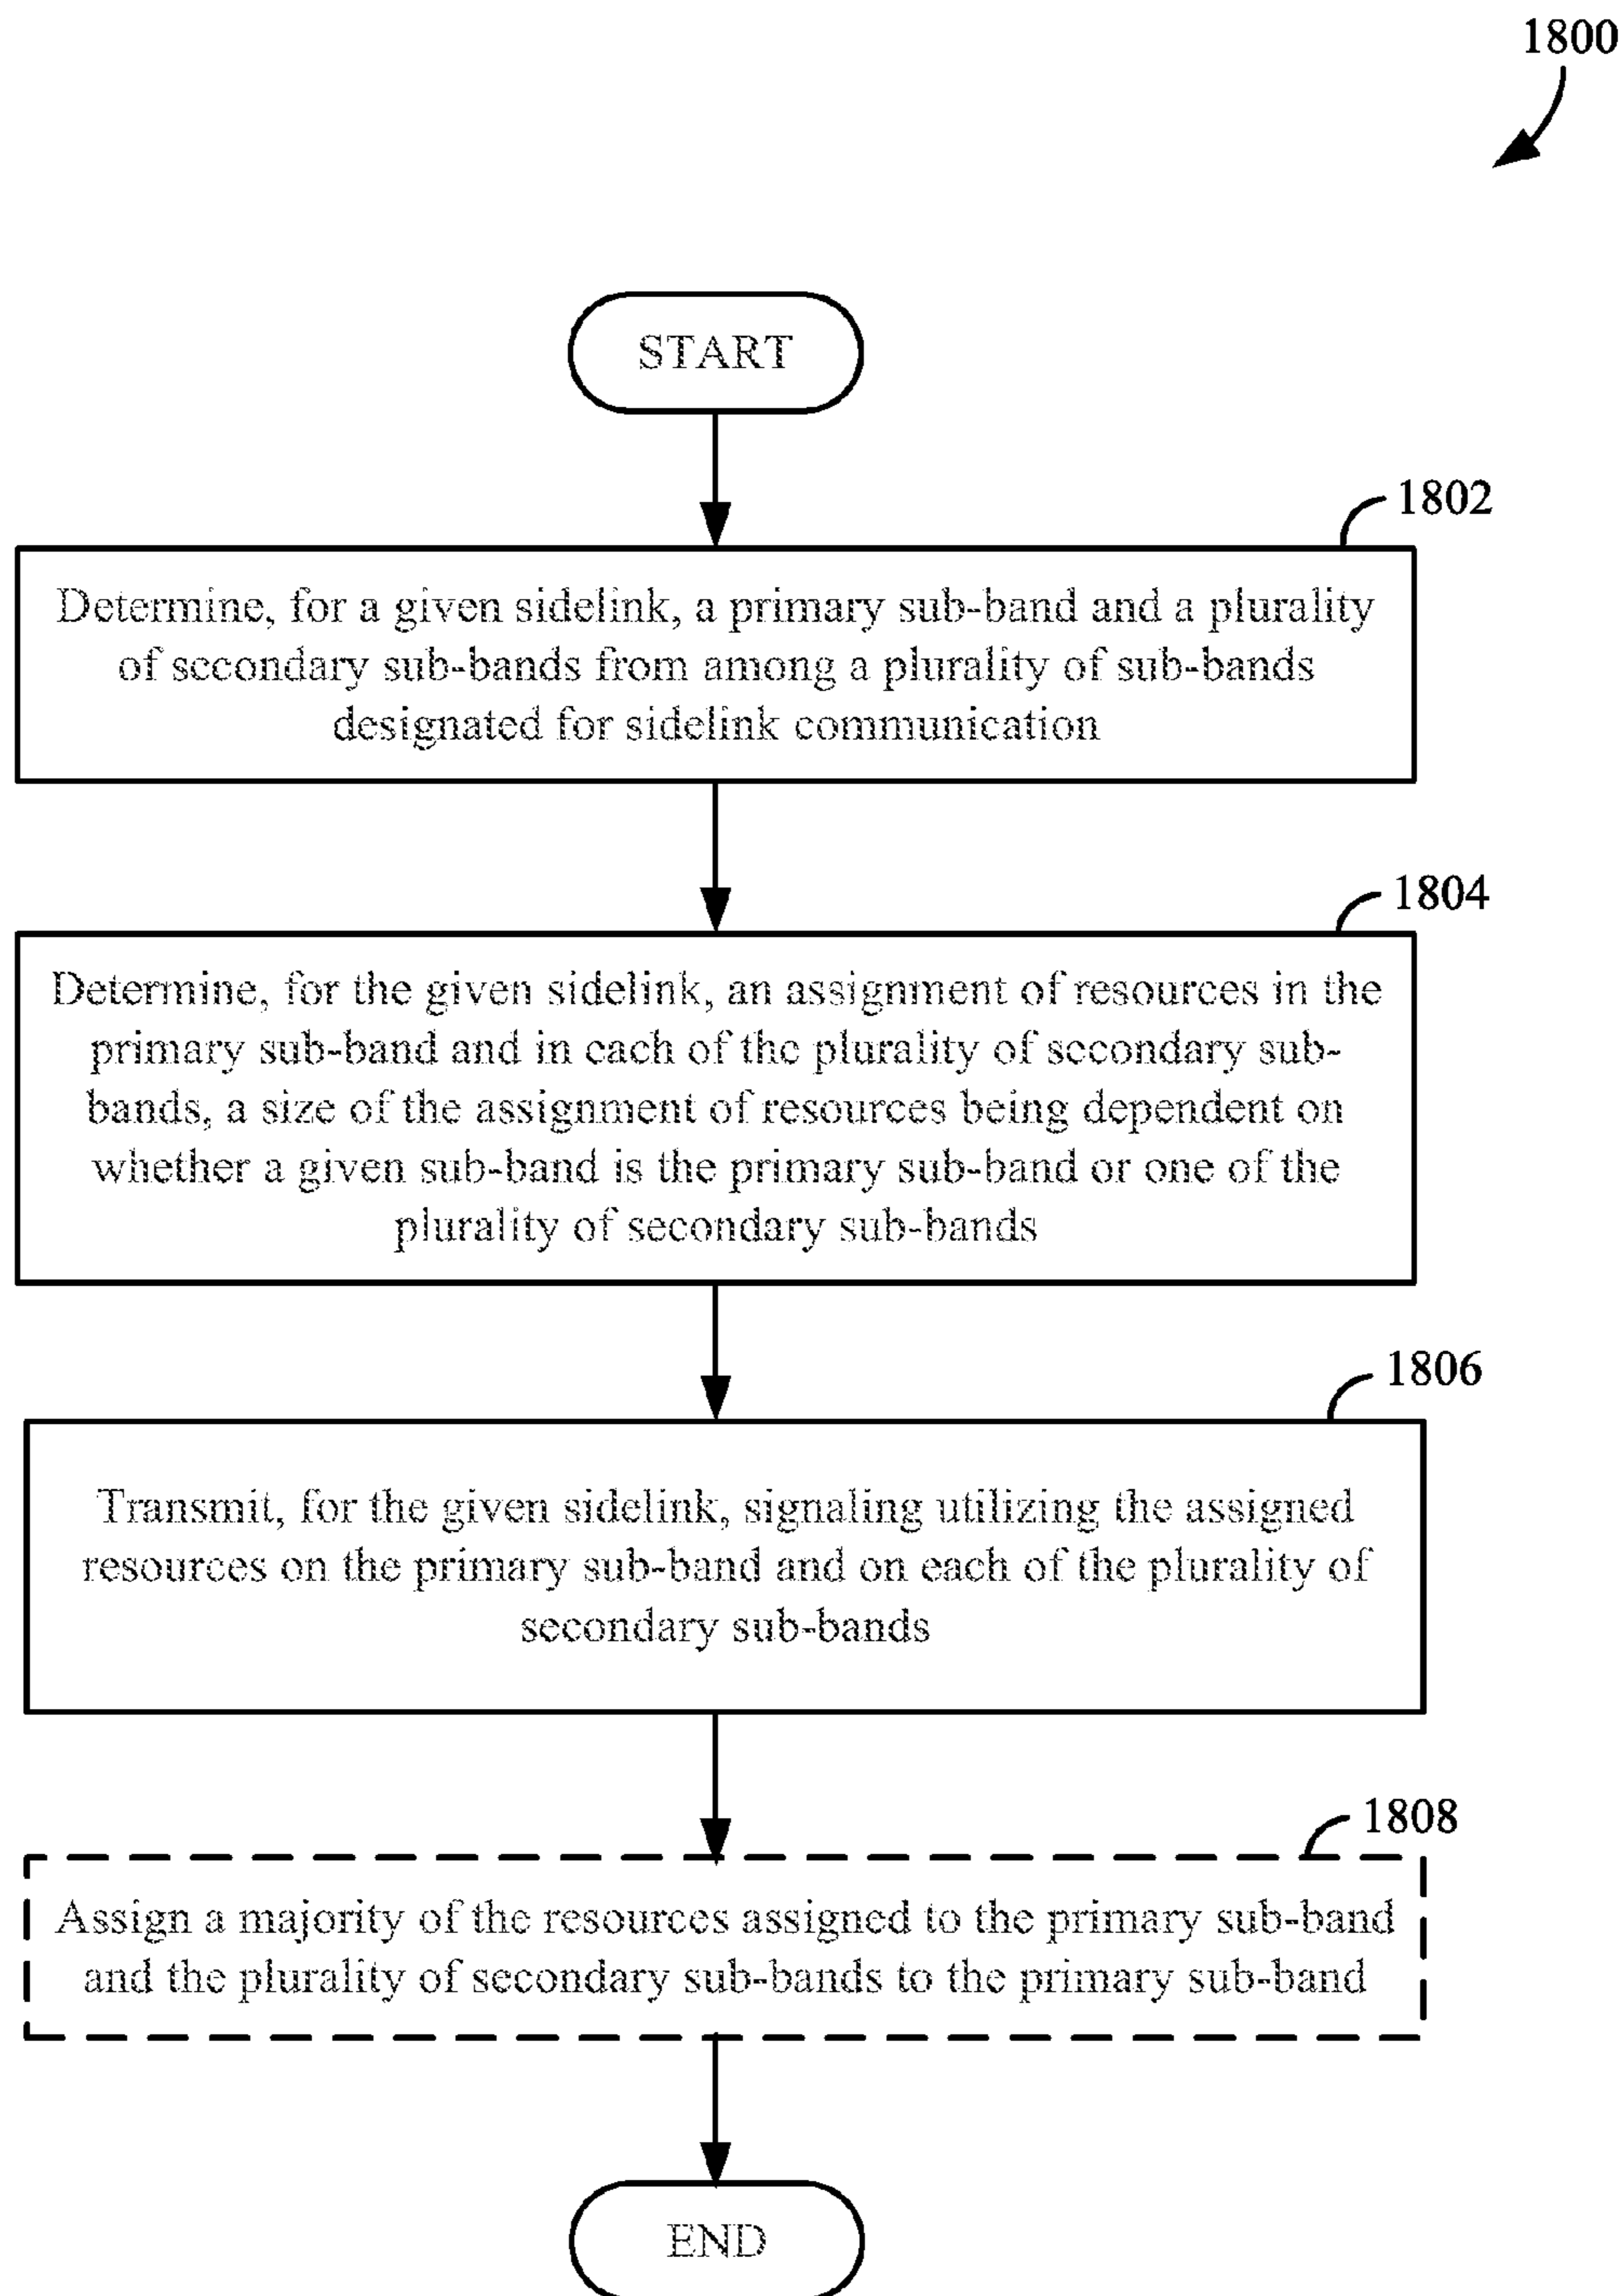 1800
START
1802
Determine, for a given sidelink, a primary sub-band and a plurality
of secondary sub-bands from among a plurality of sub-bands
designated for sidelink communication
1804
Determine, for the given sidelink, an assignment of resources in the
primary sub-band and in each of the plurality of secondary sub-
bands, a size of the assignment of resources being dependent on
whether a given sub-band is the primary sub-band or one of the
plurality of secondary sub-bands
1806
Transmit, for the given sidelink, signaling utilizing the assigned
resources on the primary sub-band and on each of the plurality of
secondary sub-bands
1808
Assign a majority of the resources assigned to the primary sub-band
and the plurality of secondary sub-bands to the primary sub-band
END